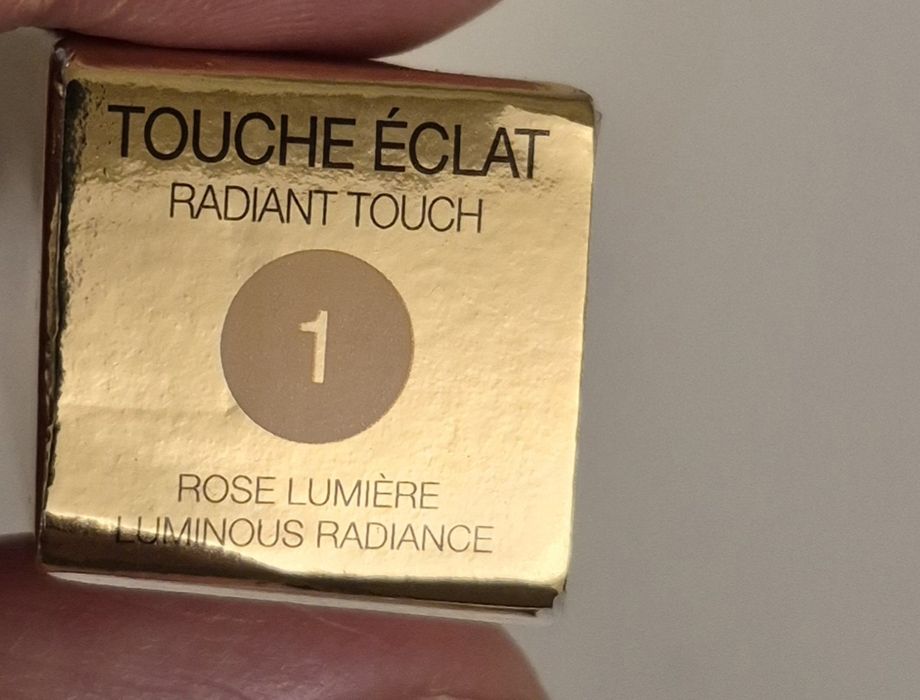 TOUCHE ÉCLAT
RADIANT TOUCH
1
ROSE LUMIÈRE
LUMINOUS RADIANCE